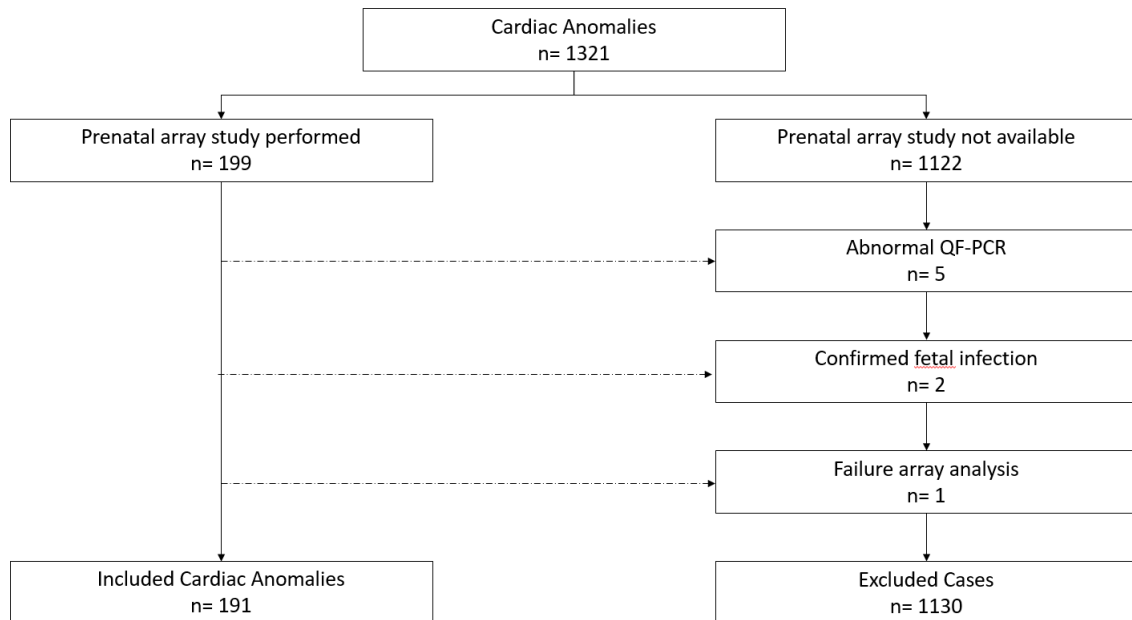 Cardiac Anomalies
n= 1321
Prenatal array study performed
n= 199
Prenatal array study not available
n= 1122
Abnormal QF-PCR
n= 5
Confirmed fetal infection
n= 2
Failure array analysis
n= 1
Included Cardiac Anomalies
n= 191
Excluded Cases
n= 1130